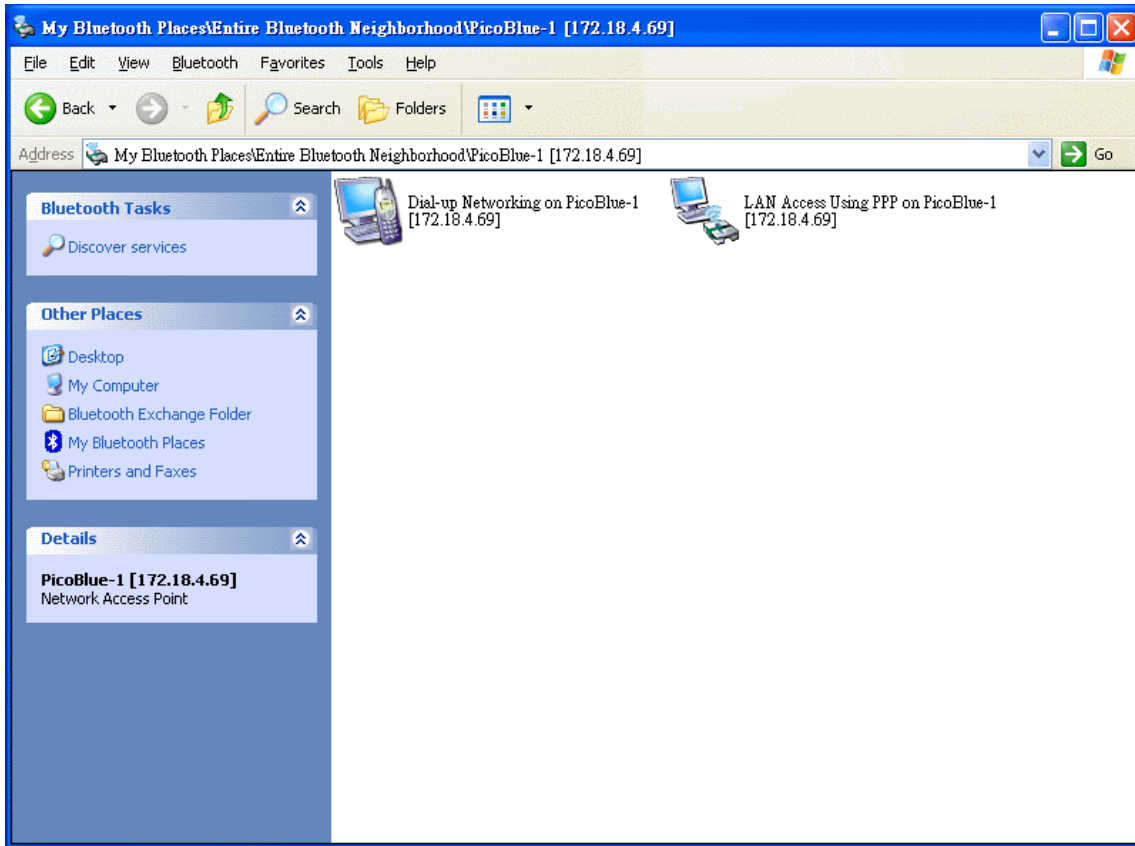 My Bluetooth Places\Entire Bluetooth Neighborhood\PicoBlue-1 [172.18.4.69]
File Edit View Bluetooth Favorites Tools Help
Back Search Folders
Address My Bluetooth Places\Entire Bluetooth Neighborhood\PicoBlue-1 [172.18.4.69] Go
Bluetooth Tasks
Discover services
Other Places
Desktop
My Computer
Bluetooth Exchange Folder
My Bluetooth Places
Printers and Faxes
Details
PicoBlue-1 [172.18.4.69]
Network Access Point
Dial-up Networking on PicoBlue-1
[172.18.4.69]
LAN Access Using PPP on PicoBlue-1
[172.18.4.69]